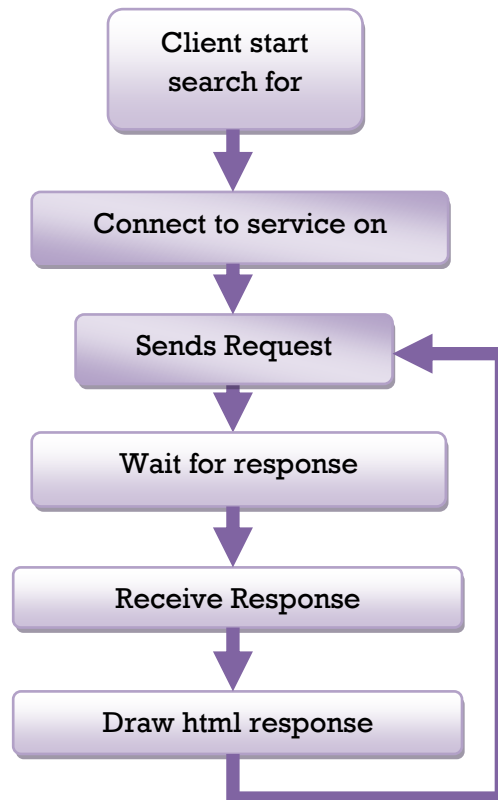 Client start
search for
Connect to service on
Sends Request
Wait for response
Receive Response
Draw html response